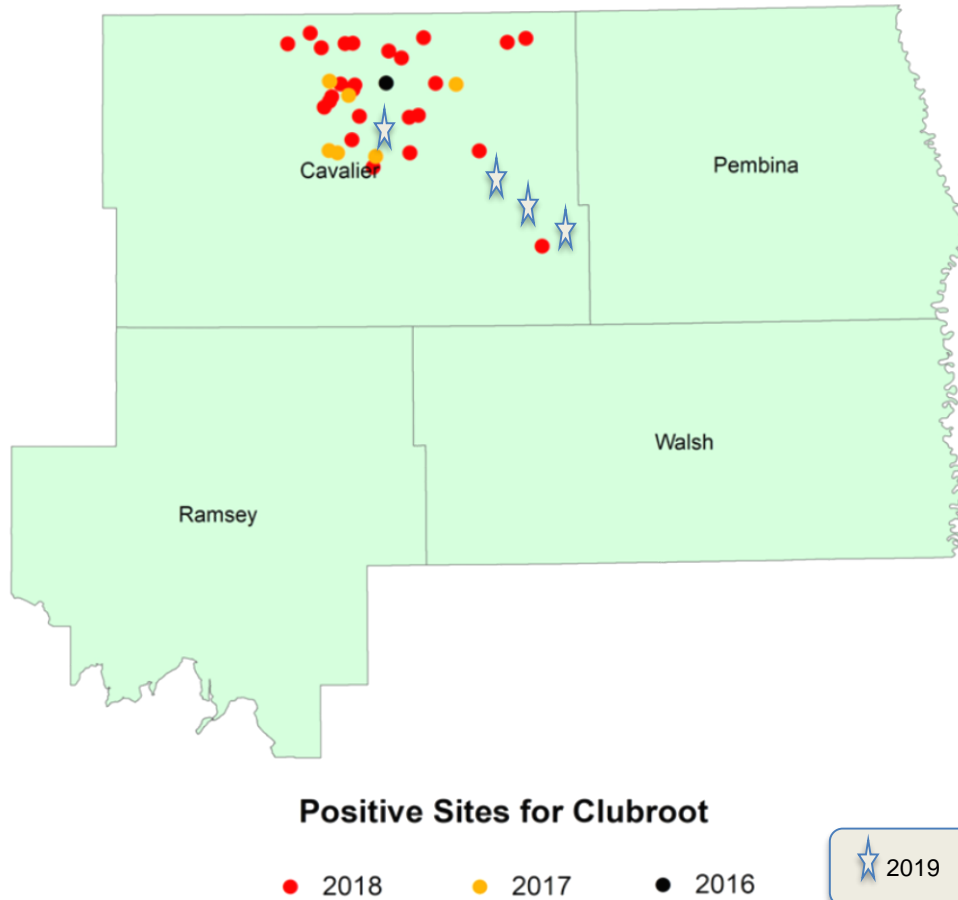 Cavalier
Pembina
Walsh
Ramsey
Positive Sites for Clubroot
2018 2017 2016 2019